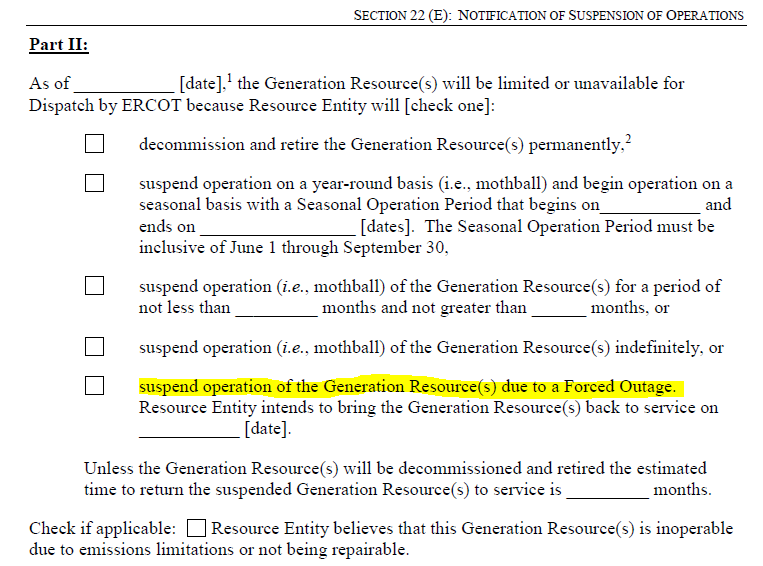 SECTION 22 (E): NOTIFICATION OF SUSPENSION OF OPERATIONS
Part II:
As of ____________ [date],1 the Generation Resource(s) will be limited or unavailable for
Dispatch by ERCOT because Resource Entity will [check one]:
☐ decommission and retire the Generation Resource(s) permanently,2
☐ suspend operation on a year-round basis (i.e., mothball) and begin operation on a
seasonal basis with a Seasonal Operation Period that begins on____________ and
ends on ___________________ [dates]. The Seasonal Operation Period must be
inclusive of June 1 through September 30,
☐ suspend operation (i.e., mothball) of the Generation Resource(s) for a period of
not less than __________ months and not greater than _______ months, or
☐ suspend operation (i.e., mothball) of the Generation Resource(s) indefinitely, or
☐ suspend operation of the Generation Resource(s) due to a Forced Outage.
Resource Entity intends to bring the Generation Resource(s) back to service on
____________ [date].
Unless the Generation Resource(s) will be decommissioned and retired the estimated
time to return the suspended Generation Resource(s) to service is __________ months.
Check if applicable: ☐ Resource Entity believes that this Generation Resource(s) is inoperable
due to emissions limitations or not being repairable.